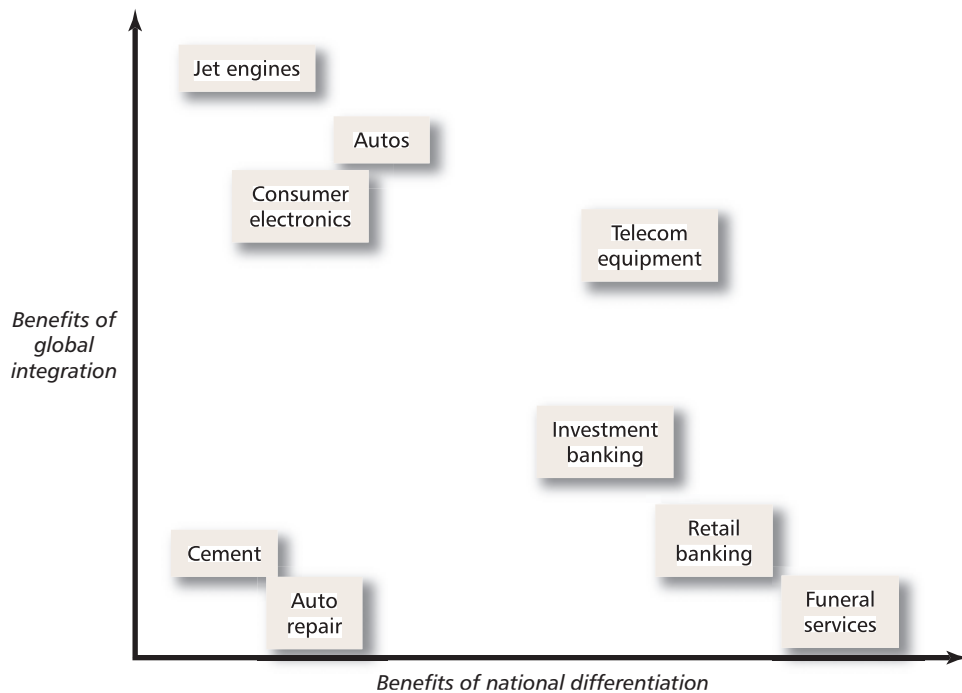 Jet engines
Autos
Consumer
electronics
Telecom
equipment
Benefits of
global
integration
Investment
banking
Retail
banking
Cement
Auto
repair
Funeral
services
Benefits of national differentiation